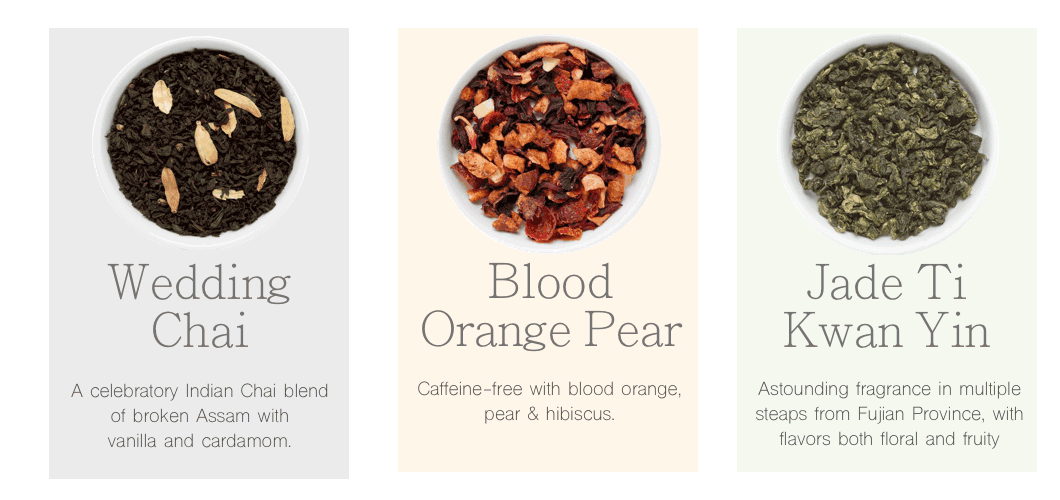 Wedding
Chai
A celebratory Indian Chai blend
of broken Assam with
vanilla and cardamom.
Blood
Orange Pear
Caffeine-free with blood orange,
pear & hibiscus.
Jade Ti
Kwan Yin
Astounding fragrance in multiple
steaps from Fujian Province, with
flavors both floral and fruity